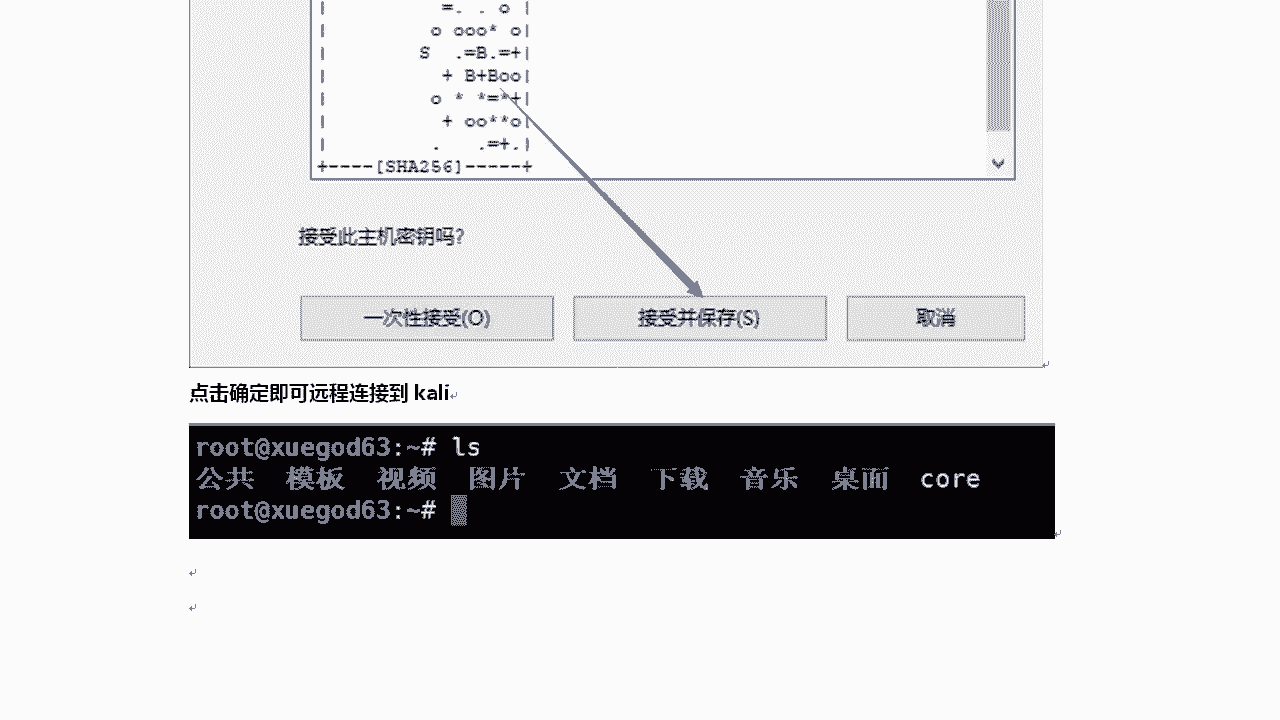 | =. . o |
| o ooo* o|
| S .=B.=+|
| + B+Boo|
| o * *=*+|
| + oo**o|
| . .=+.|
+----[SHA256]-----+
接受此主机密钥吗?
一次性接受(O) 接受并保存(S) 取消
点击确定即可远程连接到 kali
root@xuegod63:~# ls
公共 模板 视频 图片 文档 下载 音乐 桌面 core
root@xuegod63:~#